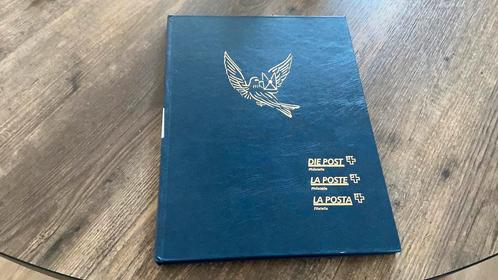 DIE POST
Philatelie
LA POSTE
Philatélie
LA POSTA
Filatelia